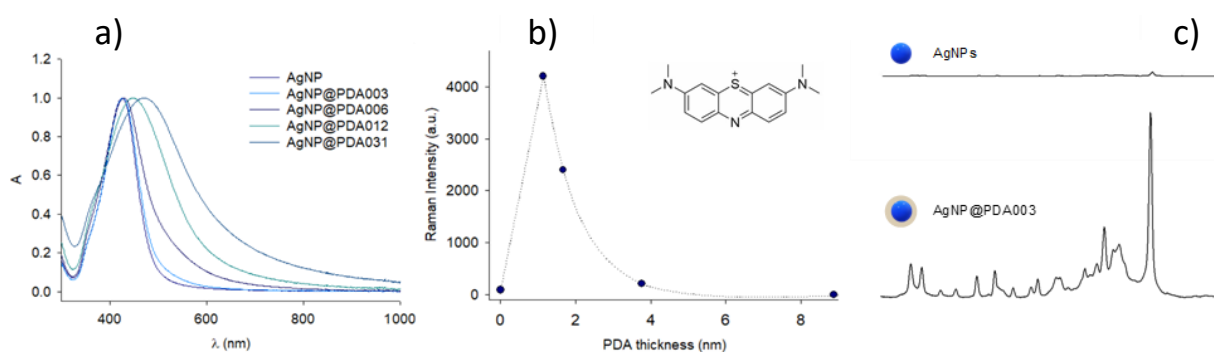 a)
1.2
1.0
0.8
0.6
0.4
0.2
0.0
A
400
600
800
1000
λ (nm)
AgNP
AgNP@PDA003
AgNP@PDA006
AgNP@PDA012
AgNP@PDA031
b)
4000
3000
2000
1000
0
Raman Intensity (a.u.)
0
2
4
6
8
PDA thickness (nm)
N
S
+
N
N
c)
AgNPs
AgNP@PDA003